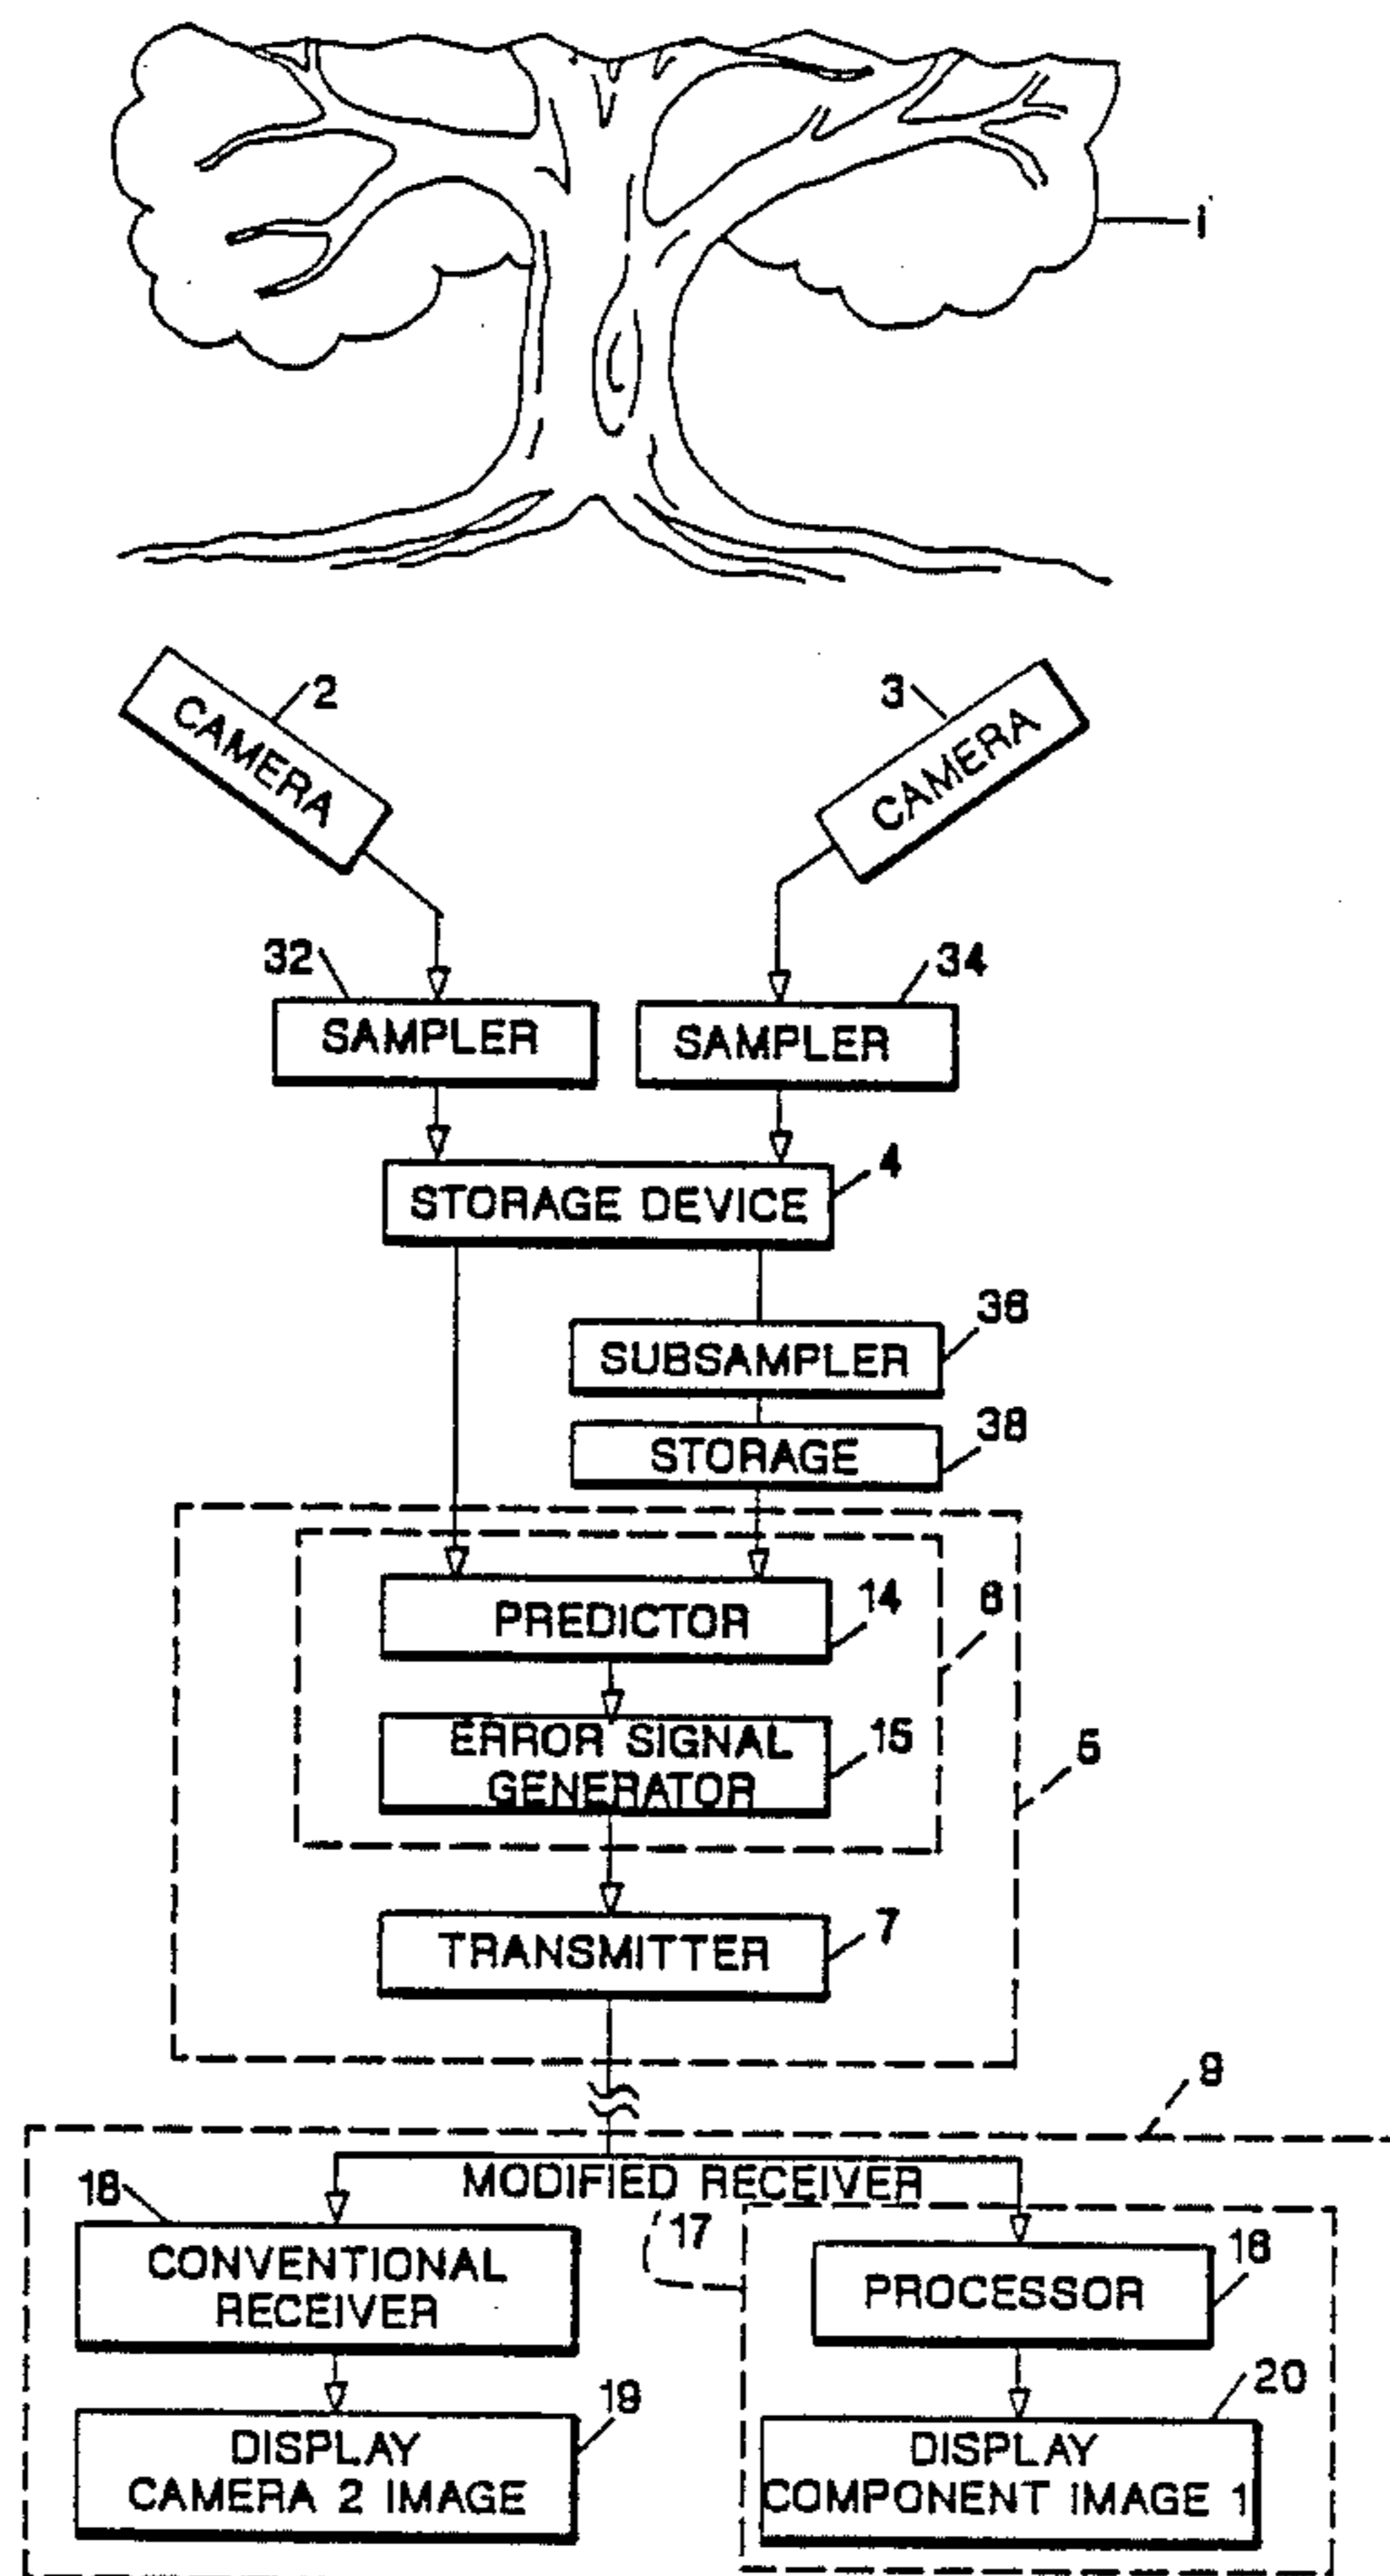 1
2
CAMERA
3
CAMERA
32
SAMPLER
34
SAMPLER
4
STORAGE DEVICE
36
SUBSAMPLER
38
STORAGE
14
PREDICTOR
6
15
ERROR SIGNAL
GENERATOR
5
7
TRANSMITTER
9
MODIFIED RECEIVER
18
CONVENTIONAL
RECEIVER
17
16
PROCESSOR
19
DISPLAY
CAMERA 2 IMAGE
20
DISPLAY
COMPONENT IMAGE 1